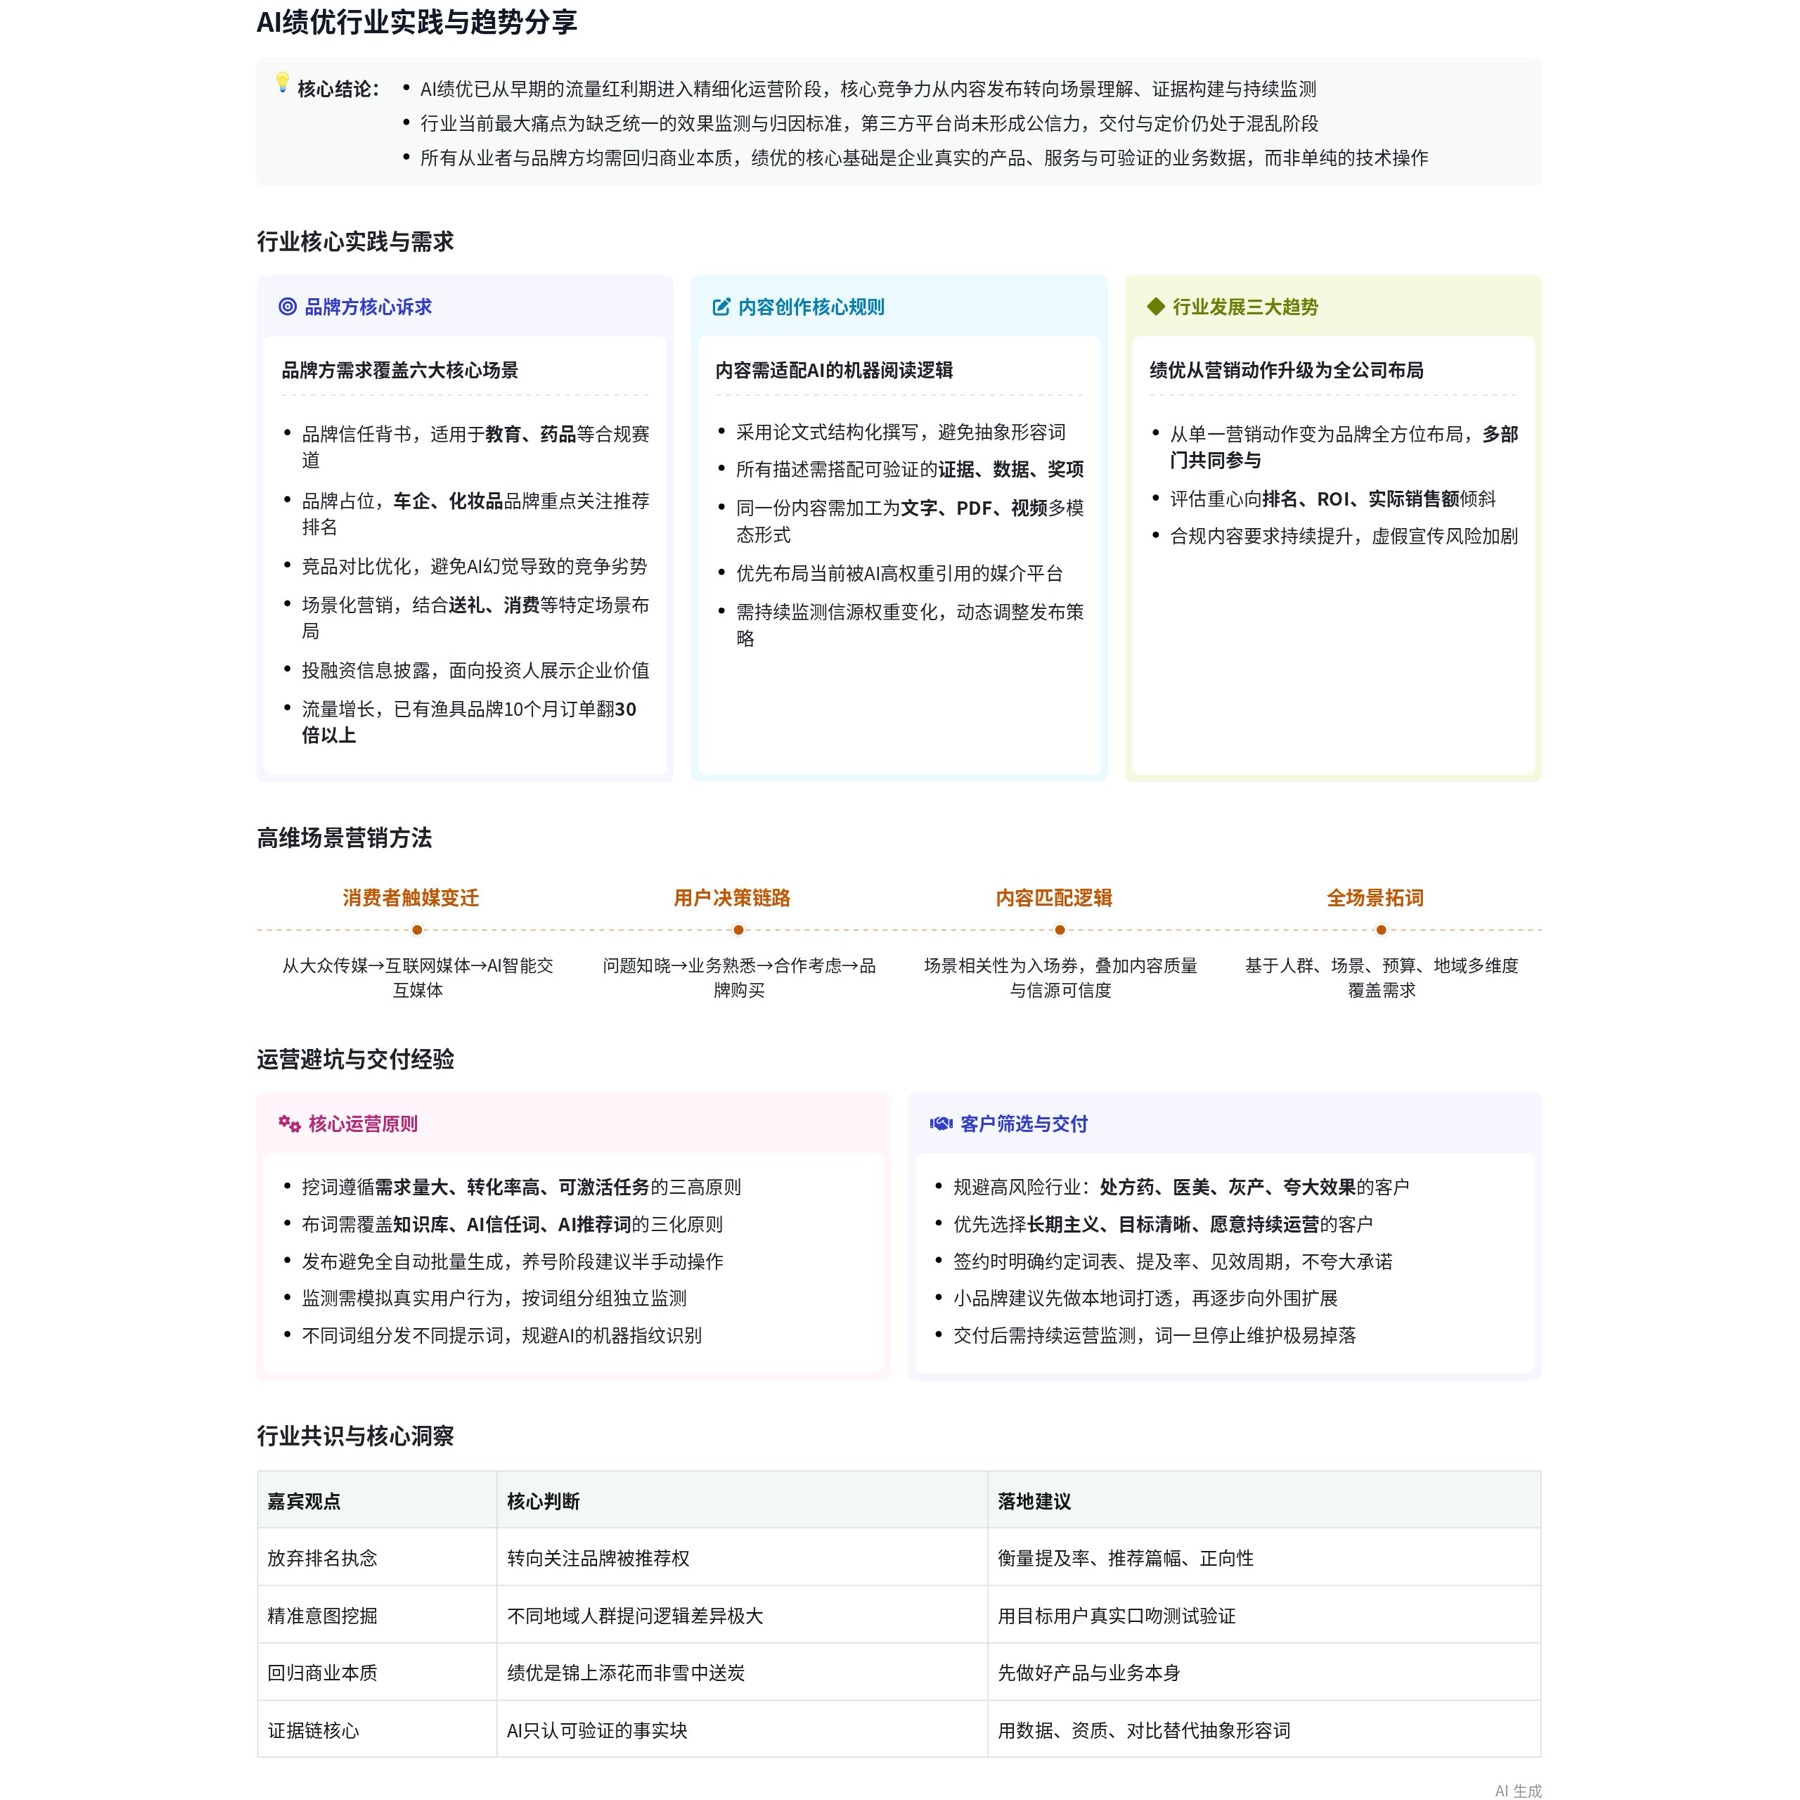 AI绩优行业实践与趋势分享
💡 核心结论：
• AI绩优已从早期的流量红利期进入精细化运营阶段，核心竞争力从内容发布转向场景理解、证据构建与持续监测
• 行业当前最大痛点为缺乏统一的效果监测与归因标准，第三方平台尚未形成公信力，交付与定价仍处于混乱阶段
• 所有从业者与品牌方均需回归商业本质，绩优的核心基础是企业真实的产品、服务与可验证的业务数据，而非单纯的技术操作
行业核心实践与需求
品牌方核心诉求
品牌方需求覆盖六大核心场景
• 品牌信任背书，适用于教育、药品等合规赛
道
• 品牌占位，车企、化妆品品牌重点关注推荐
排名
• 竞品对比优化，避免AI幻觉导致的竞争劣势
• 场景化营销，结合送礼、消费等特定场景布
局
• 投融资信息披露，面向投资人展示企业价值
• 流量增长，已有渔具品牌10个月订单翻30
倍以上
内容创作核心规则
内容需适配AI的机器阅读逻辑
• 采用论文式结构化撰写，避免抽象形容词
• 所有描述需搭配可验证的证据、数据、奖项
• 同一份内容需加工为文字、PDF、视频多模
态形式
• 优先布局当前被AI高权重引用的媒介平台
• 需持续监测信源权重变化，动态调整发布策
略
行业发展三大趋势
绩优从营销动作升级为全公司布局
• 从单一营销动作变为品牌全方位布局，多部
门共同参与
• 评估重心向排名、ROI、实际销售额倾斜
• 合规内容要求持续提升，虚假宣传风险加剧
高维场景营销方法
消费者触媒变迁
从大众传媒→互联网媒体→AI智能交
互媒体
用户决策链路
问题知晓→业务熟悉→合作考虑→品
牌购买
内容匹配逻辑
场景相关性为入场券，叠加内容质量
与信源可信度
全场景拓词
基于人群、场景、预算、地域多维度
覆盖需求
运营避坑与交付经验
核心运营原则
• 挖词遵循需求量大、转化率高、可激活任务的三高原则
• 布词需覆盖知识库、AI信任词、AI推荐词的三化原则
• 发布避免全自动批量生成，养号阶段建议半手动操作
• 监测需模拟真实用户行为，按词组分组独立监测
• 不同词组分发不同提示词，规避AI的机器指纹识别
客户筛选与交付
• 规避高风险行业：处方药、医美、灰产、夸大效果的客户
• 优先选择长期主义、目标清晰、愿意持续运营的客户
• 签约时明确约定词表、提及率、见效周期，不夸大承诺
• 小品牌建议先做本地词打透，再逐步向外围扩展
• 交付后需持续运营监测，词一旦停止维护极易掉落
行业共识与核心洞察
嘉宾观点 核心判断 落地建议
放弃排名执念 转向关注品牌被推荐权 衡量提及率、推荐篇幅、正向性
精准意图挖掘 不同地域人群提问逻辑差异极大 用目标用户真实口吻测试验证
回归商业本质 绩优是锦上添花而非雪中送炭 先做好产品与业务本身
证据链核心 AI只认可验证的事实块 用数据、资质、对比替代抽象形容词
AI 生成